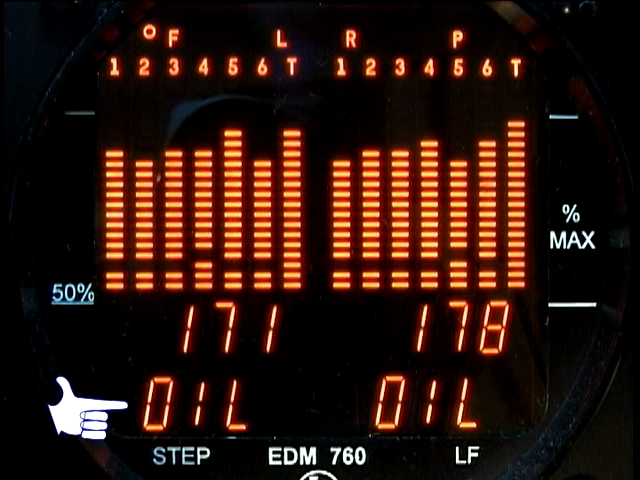 °F L R P
1 2 3 4 5 6 T 1 2 3 4 5 6 T
% MAX
50%
171 178
OIL OIL
STEP EDM 760 LF